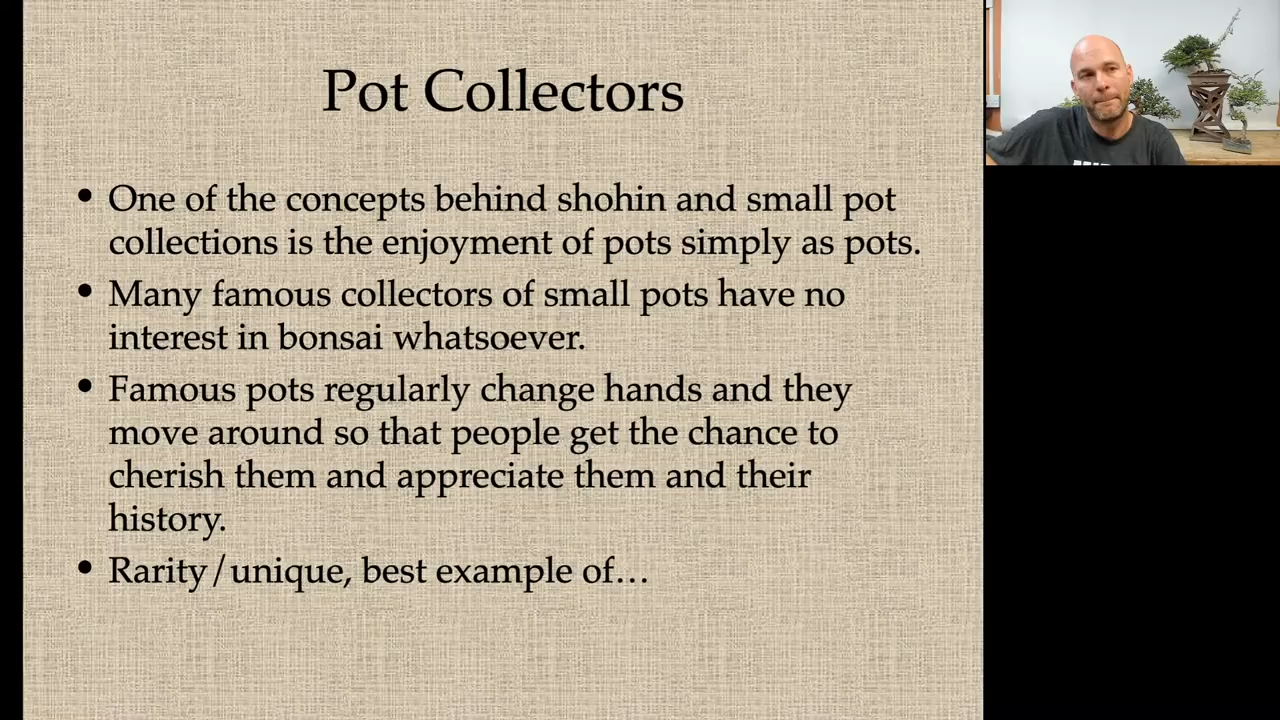 Pot Collectors
• One of the concepts behind shohin and small pot
collections is the enjoyment of pots simply as pots.
• Many famous collectors of small pots have no
interest in bonsai whatsoever.
• Famous pots regularly change hands and they
move around so that people get the chance to
cherish them and appreciate them and their
history.
• Rarity/unique, best example of…